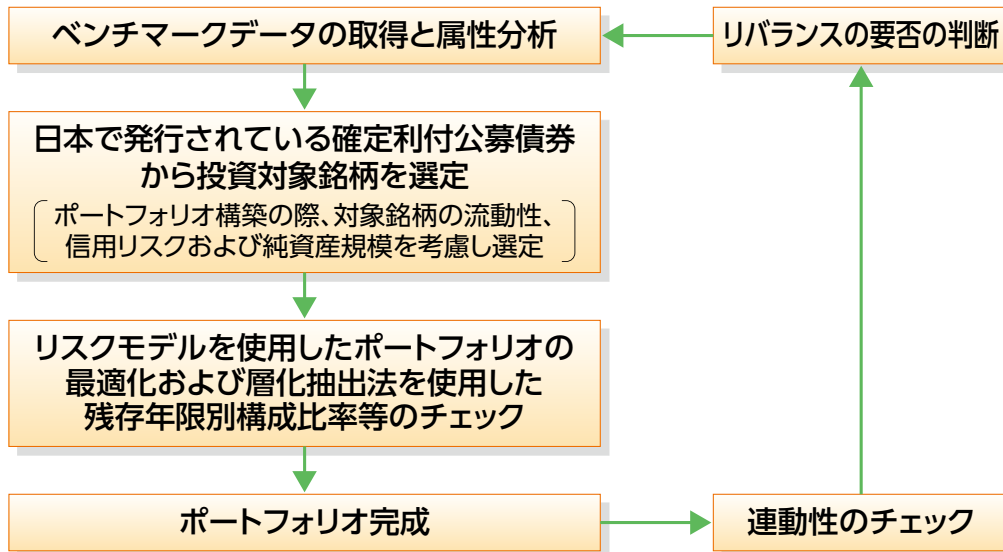 ベンチマークデータの取得と属性分析
リバランスの要否の判断
日本で発行されている確定利付公募債券
から投資対象銘柄を選定
ポートフォリオ構築の際、対象銘柄の流動性、
信用リスクおよび純資産規模を考慮し選定
リスクモデルを使用したポートフォリオの
最適化および層化抽出法を使用した
残存年限別構成比率等のチェック
ポートフォリオ完成
連動性のチェック